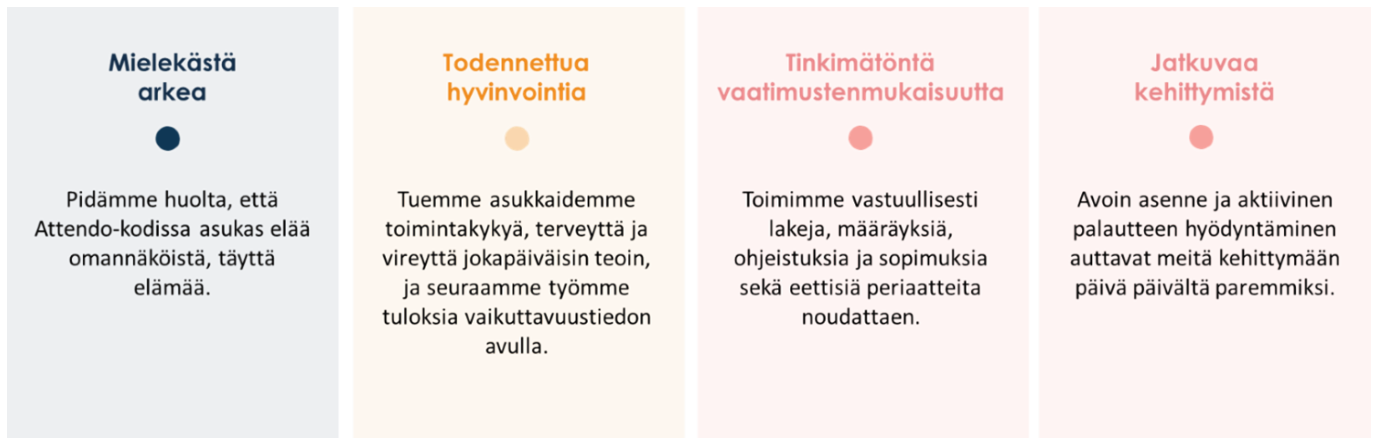 Mielekästä
arkea
Pidämme huolta, että
Attendo-kodissa asukas elää
omannäköistä, täyttä
elämää.
Todennettua
hyvinvointia
Tuemme asukkaidemme
toimintakykyä, terveyttä ja
vireyttä jokapäiväisin teoin,
ja seuraamme työmme
tuloksia vaikuttavuustiedon
avulla.
Tinkimätöntä
vaatimustenmukaisuutta
Toimimme vastuullisesti
lakeja, määräyksiä,
ohjeistuksia ja sopimuksia
sekä eettisiä periaatteita
noudattaen.
Jatkuvaa
kehittymistä
Avoin asenne ja aktiivinen
palautteen hyödyntäminen
auttavat meitä kehittymään
päivä päivältä paremmiksi.